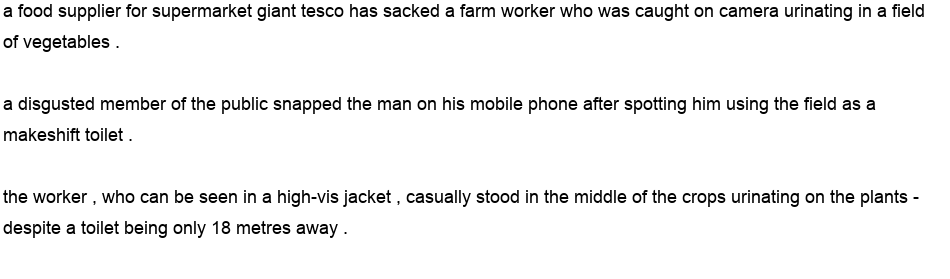 a food supplier for supermarket giant tesco has sacked a farm worker who was caught on camera urinating in a field
of vegetables .
a disgusted member of the public snapped the man on his mobile phone after spotting him using the field as a
makeshift toilet .
the worker , who can be seen in a high-vis jacket , casually stood in the middle of the crops urinating on the plants -
despite a toilet being only 18 metres away .